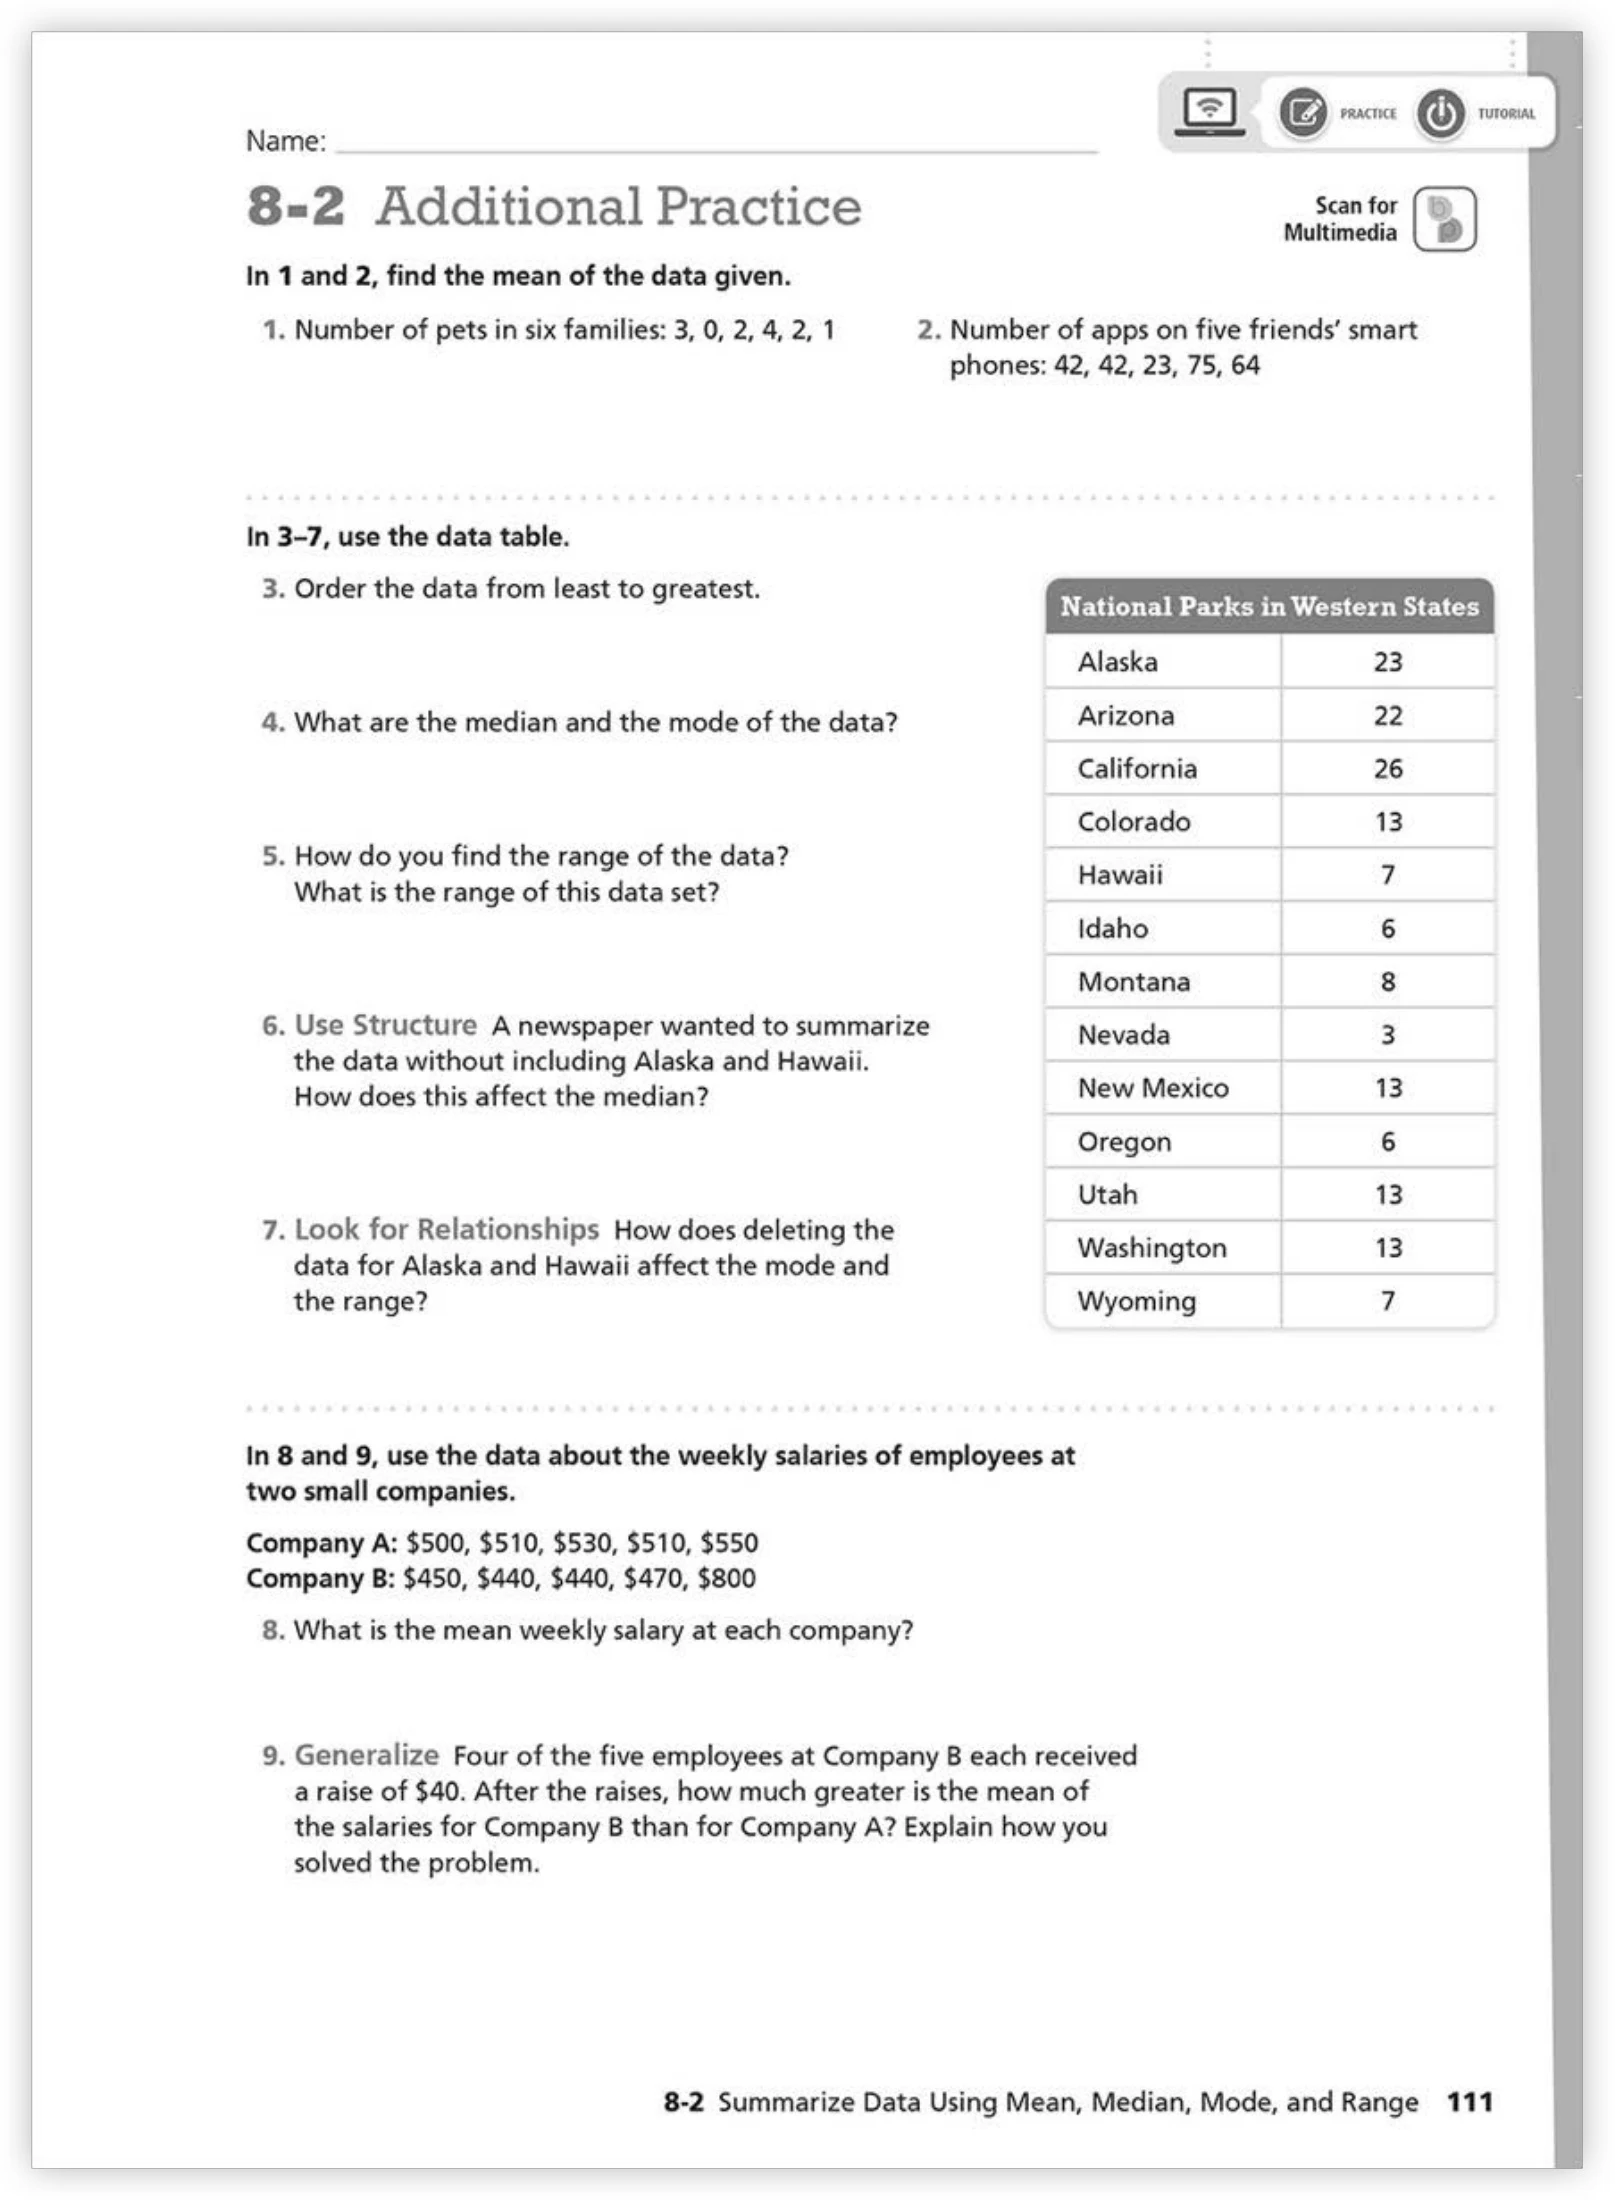 PRACTICE
TUTORIAL
Name:
8-2 Additional Practice
Scan for
Multimedia
In 1 and 2, find the mean of the data given.
1. Number of pets in six families: 3, 0, 2, 4, 2, 1
2. Number of apps on five friends’ smart
phones: 42, 42, 23, 75, 64
In 3–7, use the data table.
3. Order the data from least to greatest.
4. What are the median and the mode of the data?
5. How do you find the range of the data?
What is the range of this data set?
6. Use Structure A newspaper wanted to summarize
the data without including Alaska and Hawaii.
How does this affect the median?
7. Look for Relationships How does deleting the
data for Alaska and Hawaii affect the mode and
the range?
National Parks in Western States
Alaska 23
Arizona 22
California 26
Colorado 13
Hawaii 7
Idaho 6
Montana 8
Nevada 3
New Mexico 13
Oregon 6
Utah 13
Washington 13
Wyoming 7
In 8 and 9, use the data about the weekly salaries of employees at
two small companies.
Company A: $500, $510, $530, $510, $550
Company B: $450, $440, $440, $470, $800
8. What is the mean weekly salary at each company?
9. Generalize Four of the five employees at Company B each received
a raise of $40. After the raises, how much greater is the mean of
the salaries for Company B than for Company A? Explain how you
solved the problem.
8-2 Summarize Data Using Mean, Median, Mode, and Range 111